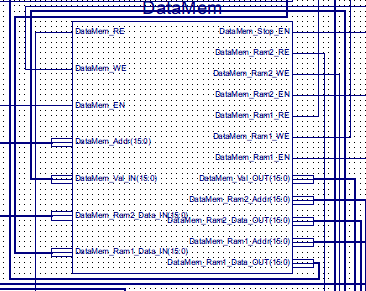 DataMem
DataMem_RE
DataMem_Stop_EN
DataMem_Ram2_RE
DataMem_WE
DataMem_Ram2_WE
DataMem_Ram2_EN
DataMem_EN
DataMem_Ram1_RE
DataMem_Ram1_WE
DataMem_Addr(15:0)
DataMem_Ram1_EN
DataMem_Val_IN(15:0)
DataMem_Val_OUT(15:0)
DataMem_Ram2_Addr(15:0)
DataMem_Ram2_Data_IN(15:0)
DataMem_Ram2_Data_OUT(15:0)
DataMem_Ram1_Addr(15:0)
DataMem_Ram1_Data_IN(15:0)
DataMem_Ram1_Data_OUT(15:0)